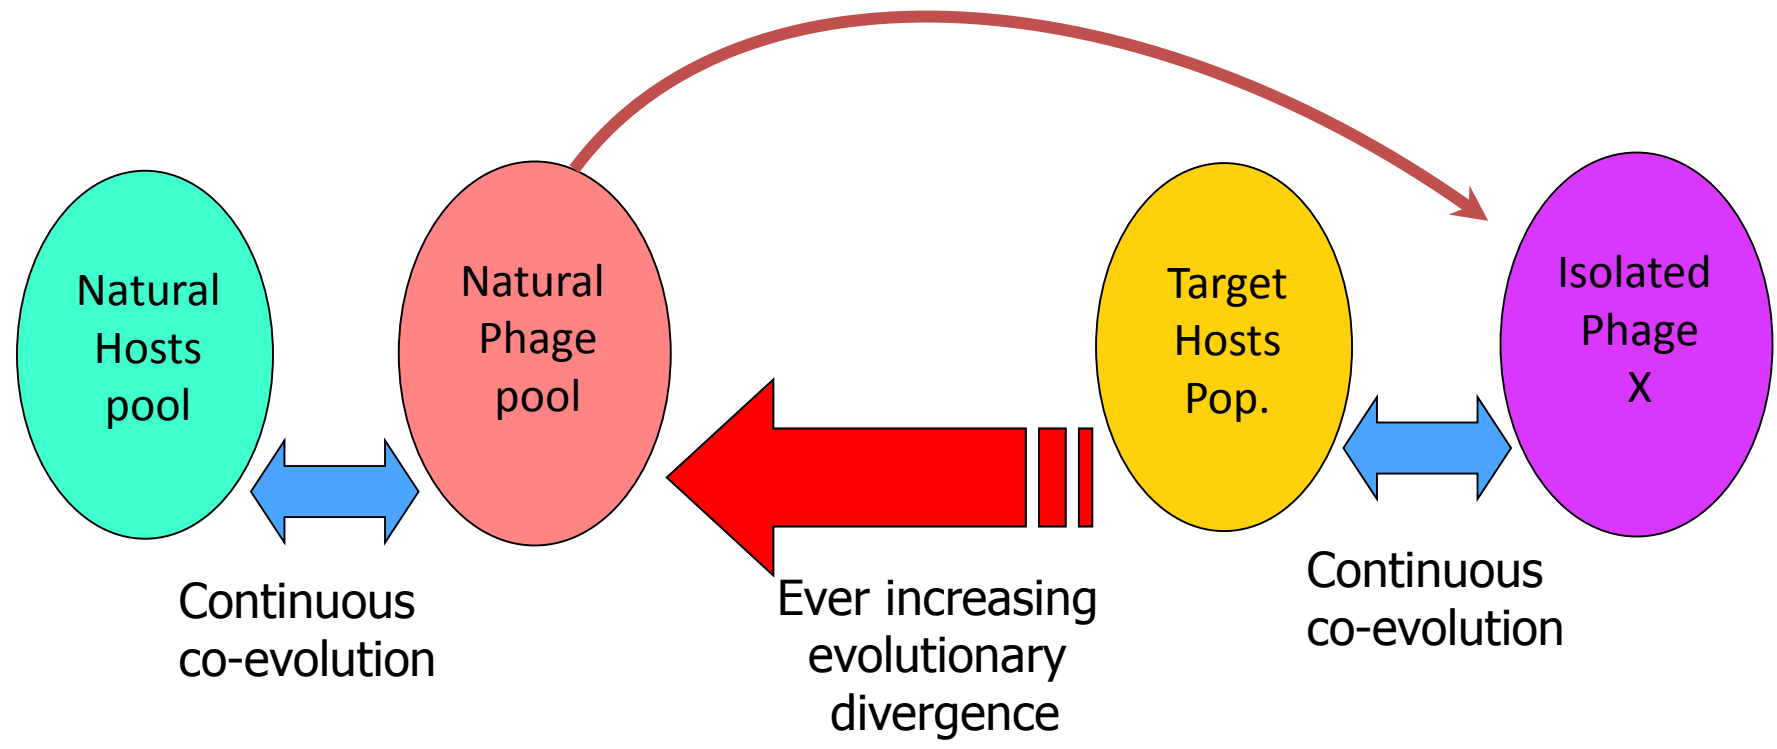 Natural
Hosts
pool
Natural
Phage
pool
Target
Hosts
Pop.
Isolated
Phage
X
Continuous
co-evolution
Ever increasing
evolutionary
divergence
Continuous
co-evolution